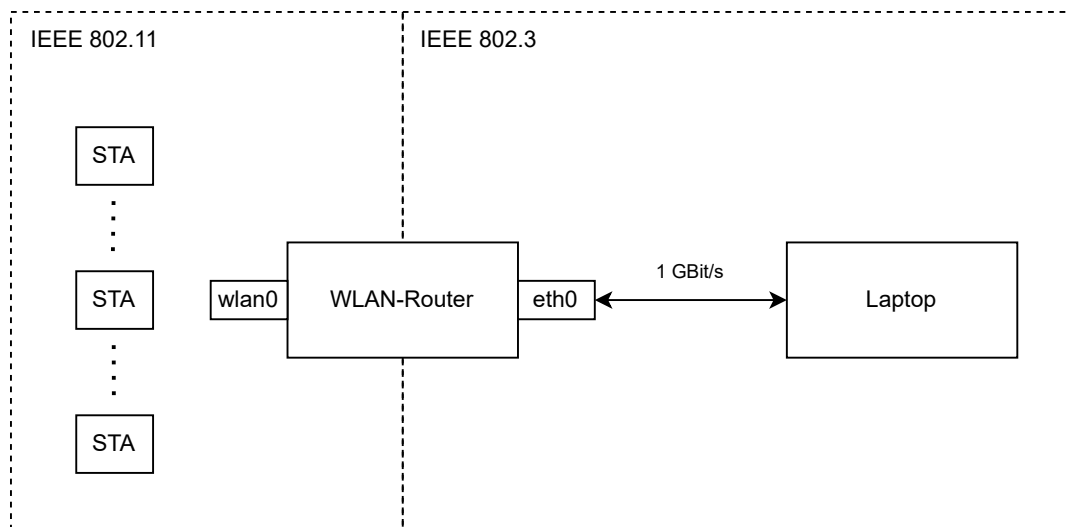 IEEE 802.11
IEEE 802.3
STA
STA
STA
wlan0
WLAN-Router
eth0
1 GBit/s
Laptop